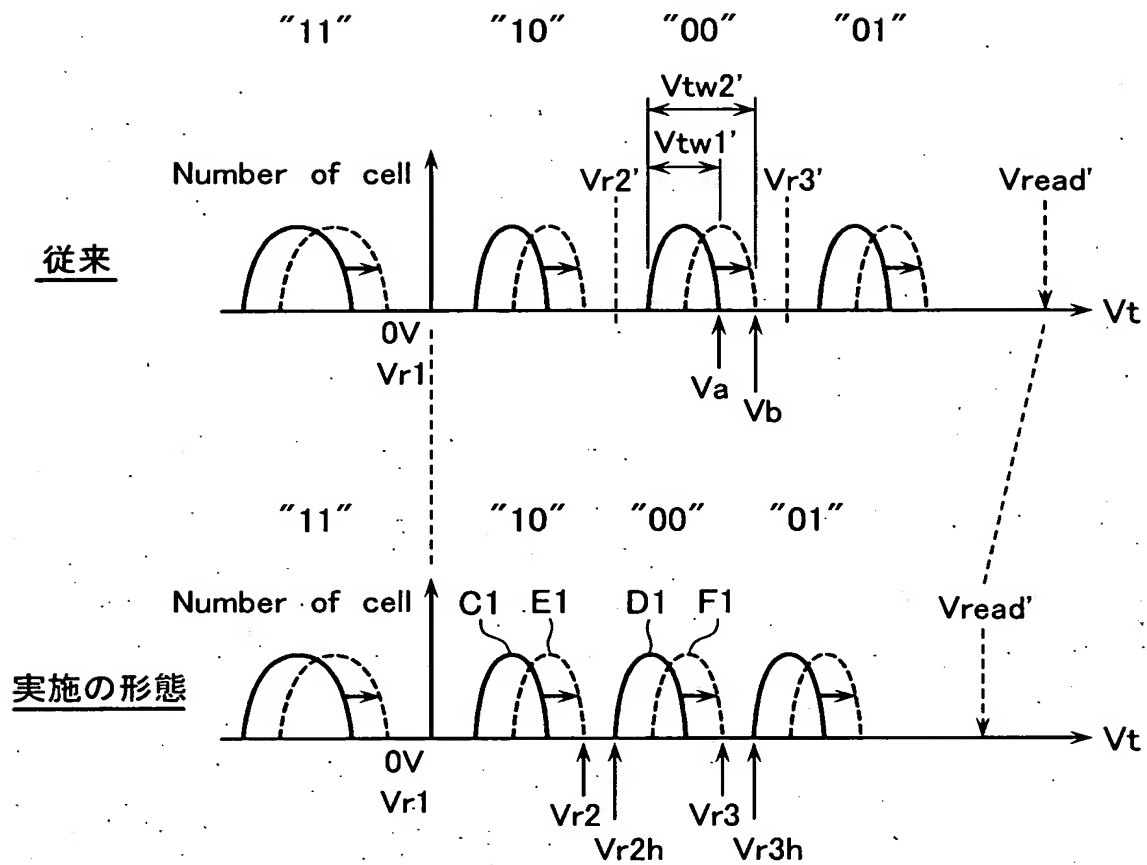 "11" "10" "00" "01"
Vtw2'
Vtw1'
Number of cell Vr2' Vr3' Vread'
従来
0V Vt
Vr1 Va Vb
"11" "10" "00" "01"
Number of cell C1 E1 D1 F1 Vread'
実施の形態
0V Vt
Vr1 Vr2 Vr3
Vr2h Vr3h